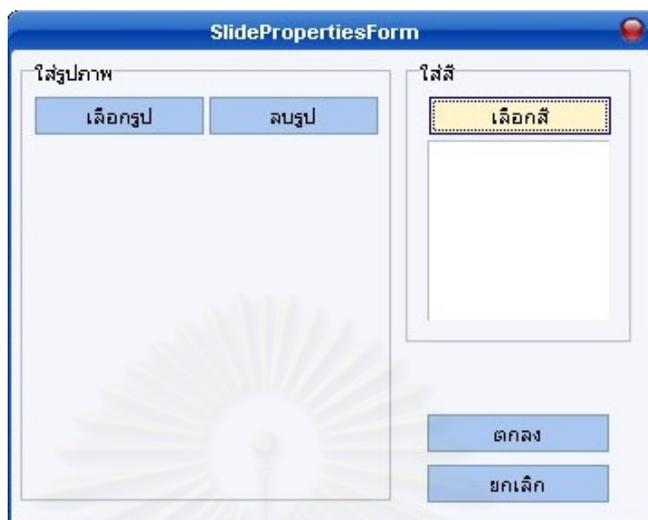 SlidePropertiesForm
ใส่รูปภาพ
เลือกรูป
ลบรูป
ใส่สี
เลือกสี
ตกลง
ยกเลิก